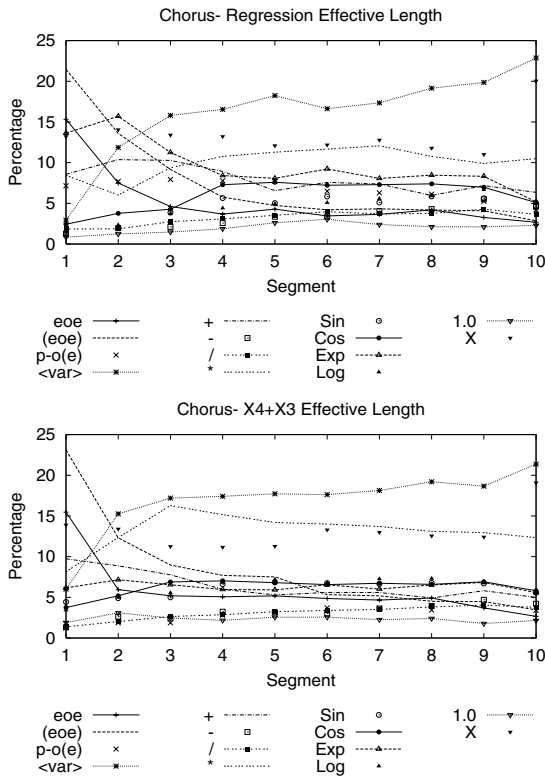 Chorus- Regression Effective Length
25
20
15
10
5
0
Percentage
1 2 3 4 5 6 7 8 9 10
Segment
eoe + Sin 1.0
(eoe) - Cos X
p-o(e) / Exp
<var> * Log
Chorus- X4+X3 Effective Length
25
20
15
10
5
0
Percentage
1 2 3 4 5 6 7 8 9 10
Segment
eoe + Sin 1.0
(eoe) - Cos X
p-o(e) / Exp
<var> * Log